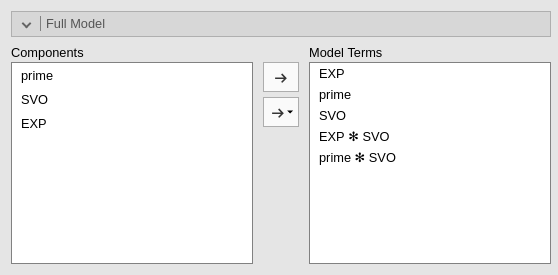 Full Model
Components
prime
SVO
EXP
Model Terms
EXP
prime
SVO
EXP ✻ SVO
prime ✻ SVO